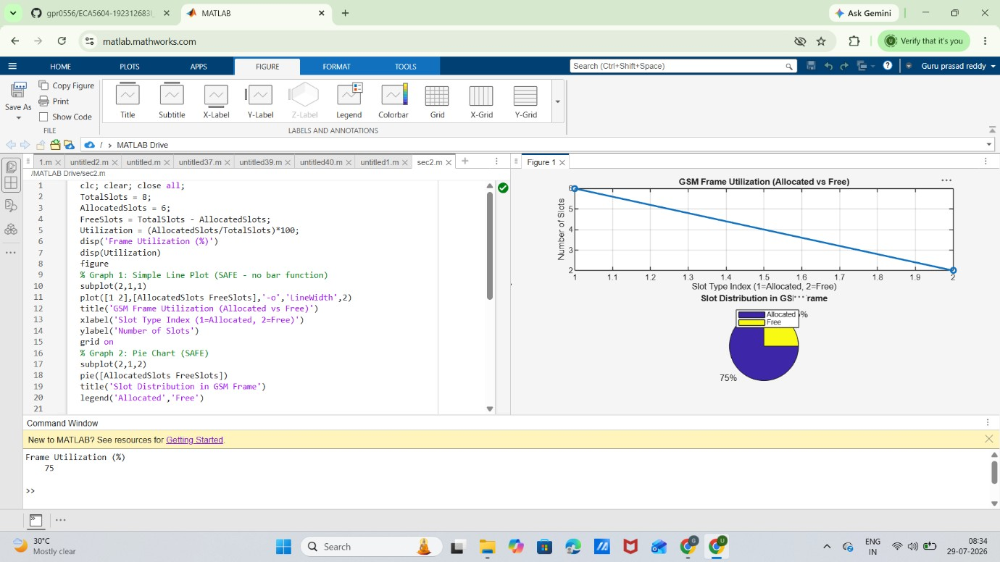 gpr0556/ECA5604-192312683
MATLAB
Ask Gemini
matlab.mathworks.com
Verify that it's you
HOME PLOTS APPS FIGURE FORMAT TOOLS
Search (Ctrl+Shift+Space)
Guru prasad reddy
Save As
Copy Figure
Print
Show Code
FILE
Title Subtitle X-Label Y-Label Z-Label Legend Colorbar Grid X-Grid Y-Grid
LABELS AND ANNOTATIONS
/ > MATLAB Drive
1.m untitled2.m untitled.m untitled37.m untitled39.m untitled40.m untitled1.m sec2.m
/MATLAB Drive/sec2.m
1 clc; clear; close all;
2 TotalSlots = 8;
3 AllocatedSlots = 6;
4 FreeSlots = TotalSlots - AllocatedSlots;
5 Utilization = (AllocatedSlots/TotalSlots)*100;
6 disp('Frame Utilization (%)')
7 disp(Utilization)
8 figure
9 % Graph 1: Simple Line Plot (SAFE - no bar function)
10 subplot(2,1,1)
11 plot([1 2],[AllocatedSlots FreeSlots],'-o','LineWidth',2)
12 title('GSM Frame Utilization (Allocated vs Free)')
13 xlabel('Slot Type Index (1=Allocated, 2=Free)')
14 ylabel('Number of Slots')
15 grid on
16 % Graph 2: Pie Chart (SAFE)
17 subplot(2,1,2)
18 pie([AllocatedSlots FreeSlots])
19 title('Slot Distribution in GSM Frame')
20 legend('Allocated','Free')
21
Figure 1
GSM Frame Utilization (Allocated vs Free)
Number of Slots
6
5
4
3
2
1 1.1 1.2 1.3 1.4 1.5 1.6 1.7 1.8 1.9 2
Slot Type Index (1=Allocated, 2=Free)
Slot Distribution in GS rame
Allocated %
Free
75%
Command Window
New to MATLAB? See resources for Getting Started.
Frame Utilization (%)
75
>>
30°C
Mostly clear
Search
ENG
IN
08:34
29-07-2026